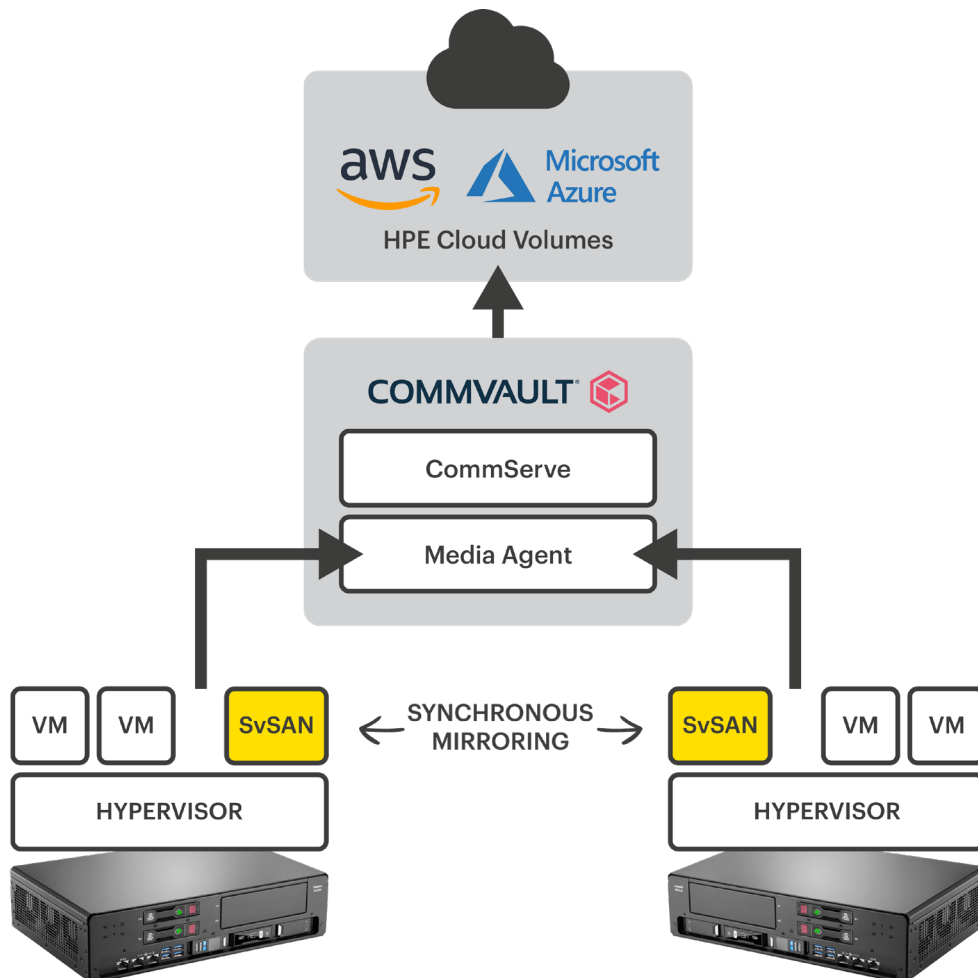 aws
Microsoft
Azure
HPE Cloud Volumes
COMMVAULT®
CommServe
Media Agent
VM
VM
SvSAN
SYNCHRONOUS
MIRRORING
SvSAN
VM
VM
HYPERVISOR
HYPERVISOR